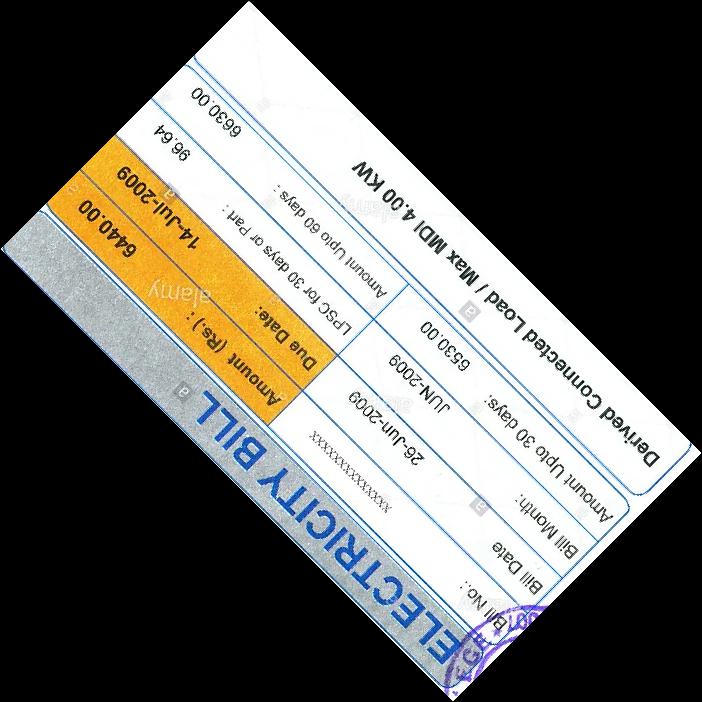 ELECTRICITY BILL
Bill No.: xxxxxxxxxxxxxx Amount (Rs.) : 6440.00
Bill Date 26-Jun-2009 Due Date: 14-Jul-2009
Bill Month: JUN-2009 LPSC for 30 days or Part : 96.64
Amount Upto 30 days: 6530.00 Amount Upto 60 days : 6630.00
Derived Connected Load / Max MDI 4.00 KW
alamy